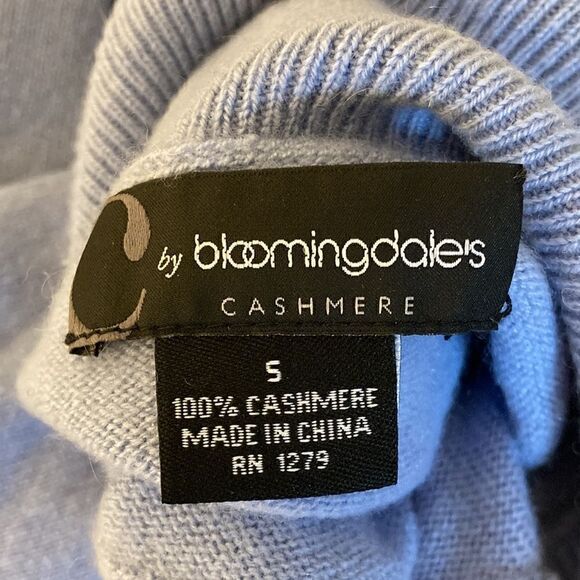 C by bloomingdale's
CASHMERE
S
100% CASHMERE
MADE IN CHINA
RN 1279